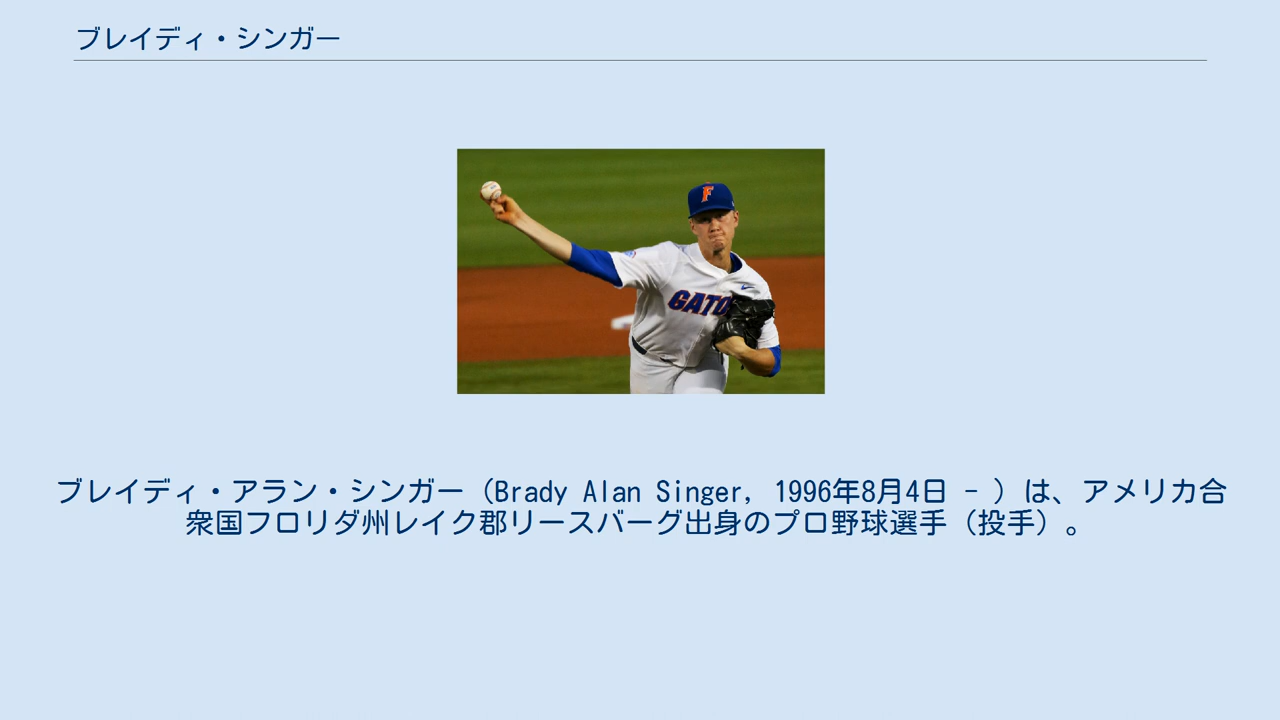 ブレイディ・シンガー
F
GATO
ブレイディ・アラン・シンガー（Brady Alan Singer, 1996年8月4日 - ）は、アメリカ合
衆国フロリダ州レイク郡リースバーグ出身のプロ野球選手（投手）。